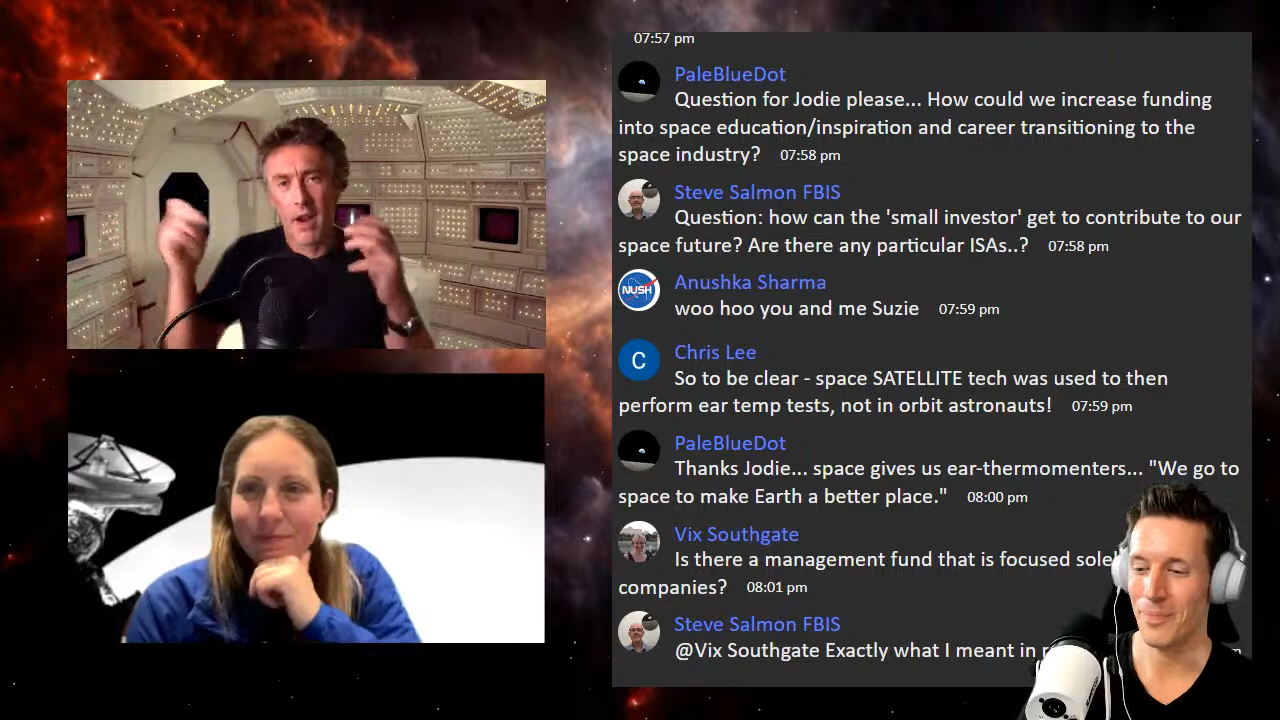 07:57 pm
PaleBlueDot
Question for Jodie please... How could we increase funding
into space education/inspiration and career transitioning to the
space industry? 07:58 pm
Steve Salmon FBIS
Question: how can the 'small investor' get to contribute to our
space future? Are there any particular ISAs..? 07:58 pm
NUSH
Anushka Sharma
woo hoo you and me Suzie 07:59 pm
C
Chris Lee
So to be clear - space SATELLITE tech was used to then
perform ear temp tests, not in orbit astronauts! 07:59 pm
PaleBlueDot
Thanks Jodie... space gives us ear-thermomenters... "We go to
space to make Earth a better place." 08:00 pm
Vix Southgate
Is there a management fund that is focused
companies? 08:01 pm
Steve Salmon FBIS
@Vix Southgate Exactly what I meant in